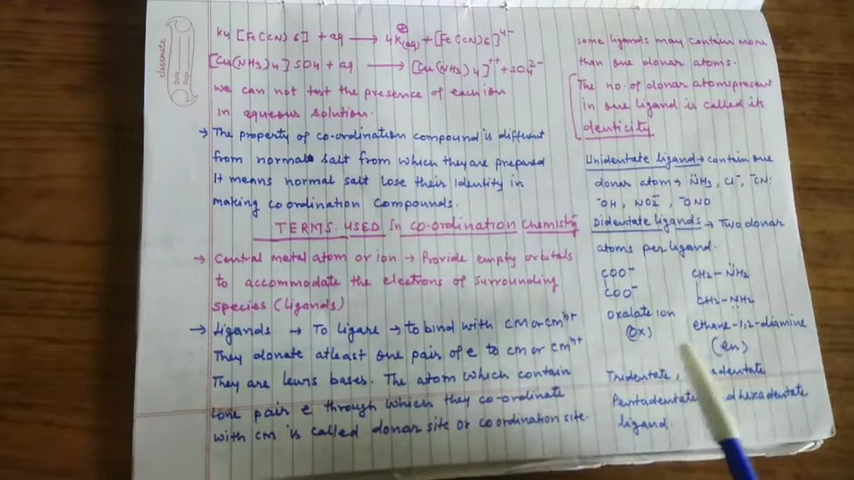 classmate
Date
Page
K4 [Fe(CN)6] + aq → 4K⊕(aq) + [Fe(CN)6]4-
[Cu(NH3)4] SO4 + aq → [Cu(NH3)4]++ + SO42-
we can not test the presence of each ion
in aqueous solution.
→ The property of co-ordination compound is different
from normal salt from which they are prepared
It means normal salt lose their identity in
making coordination compounds.
TERMS USED In co-ordination chemistry
→ Central metal atom or ion → Provide empty orbitals
to accommodate the electrons of surrounding
species (ligands)
→ ligands → To ligare → to bind with CM or CMn+
They donate atleast one pair of e to CM or CMn+
They are lewis bases. The atom which contain
lone pair e through which they co-ordinate
with CM is called donar site or coordination site.
some ligands may contain more
than one donar atoms.
The no. of donar atoms present
in one ligand is called its
denticity
Unidentate ligand → contain one
donar atom → NH3, Cl-, -CN:
-OH, NO2-, -ONO
Didentate ligands → Two donar
atoms per ligand.
COO- CH2-NH2
COO- CH2-NH2
oxalate ion ethane-1,2-diamine
(ox) (en)
Tridentate, dentate
Pentadentate d hexadentate
ligand.